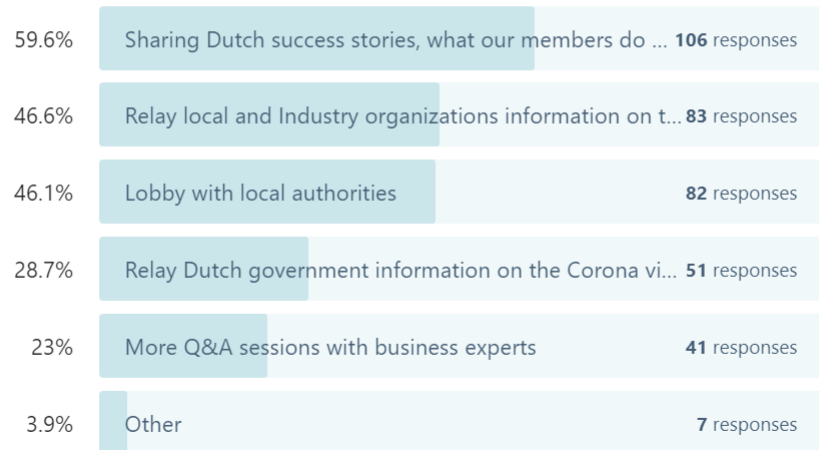 59.6% Sharing Dutch success stories, what our members do ... 106 responses
46.6% Relay local and Industry organizations information on t... 83 responses
46.1% Lobby with local authorities 82 responses
28.7% Relay Dutch government information on the Corona vi... 51 responses
23% More Q&A sessions with business experts 41 responses
3.9% Other 7 responses